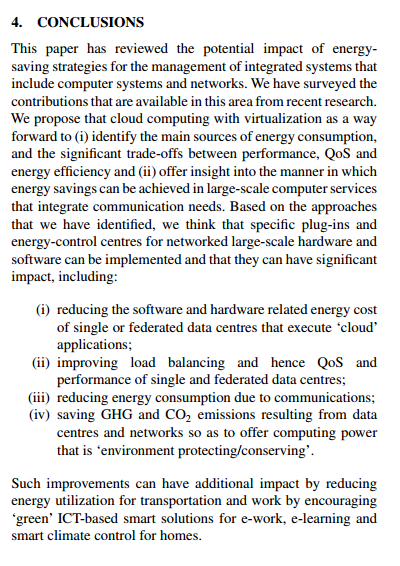 4. CONCLUSIONS
This paper has reviewed the potential impact of energy-
saving strategies for the management of integrated systems that
include computer systems and networks. We have surveyed the
contributions that are available in this area from recent research.
We propose that cloud computing with virtualization as a way
forward to (i) identify the main sources of energy consumption,
and the significant trade-offs between performance, QoS and
energy efficiency and (ii) offer insight into the manner in which
energy savings can be achieved in large-scale computer services
that integrate communication needs. Based on the approaches
that we have identified, we think that specific plug-ins and
energy-control centres for networked large-scale hardware and
software can be implemented and that they can have significant
impact, including:
(i) reducing the software and hardware related energy cost
of single or federated data centres that execute ‘cloud’
applications;
(ii) improving load balancing and hence QoS and
performance of single and federated data centres;
(iii) reducing energy consumption due to communications;
(iv) saving GHG and CO₂ emissions resulting from data
centres and networks so as to offer computing power
that is ‘environment protecting/conserving’.
Such improvements can have additional impact by reducing
energy utilization for transportation and work by encouraging
‘green’ ICT-based smart solutions for e-work, e-learning and
smart climate control for homes.